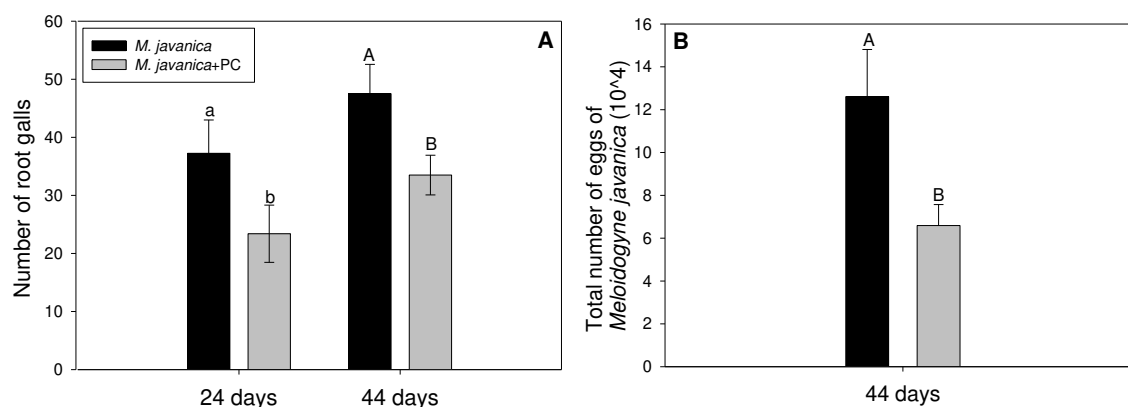 60
50
40
30
20
10
0
Number of root galls
M. javanica
M. javanica+PC
A
a
b
A
B
24 days
44 days
16
14
12
10
8
6
4
2
0
Total number of eggs of
Meloidogyne javanica (10^4)
B
A
B
44 days